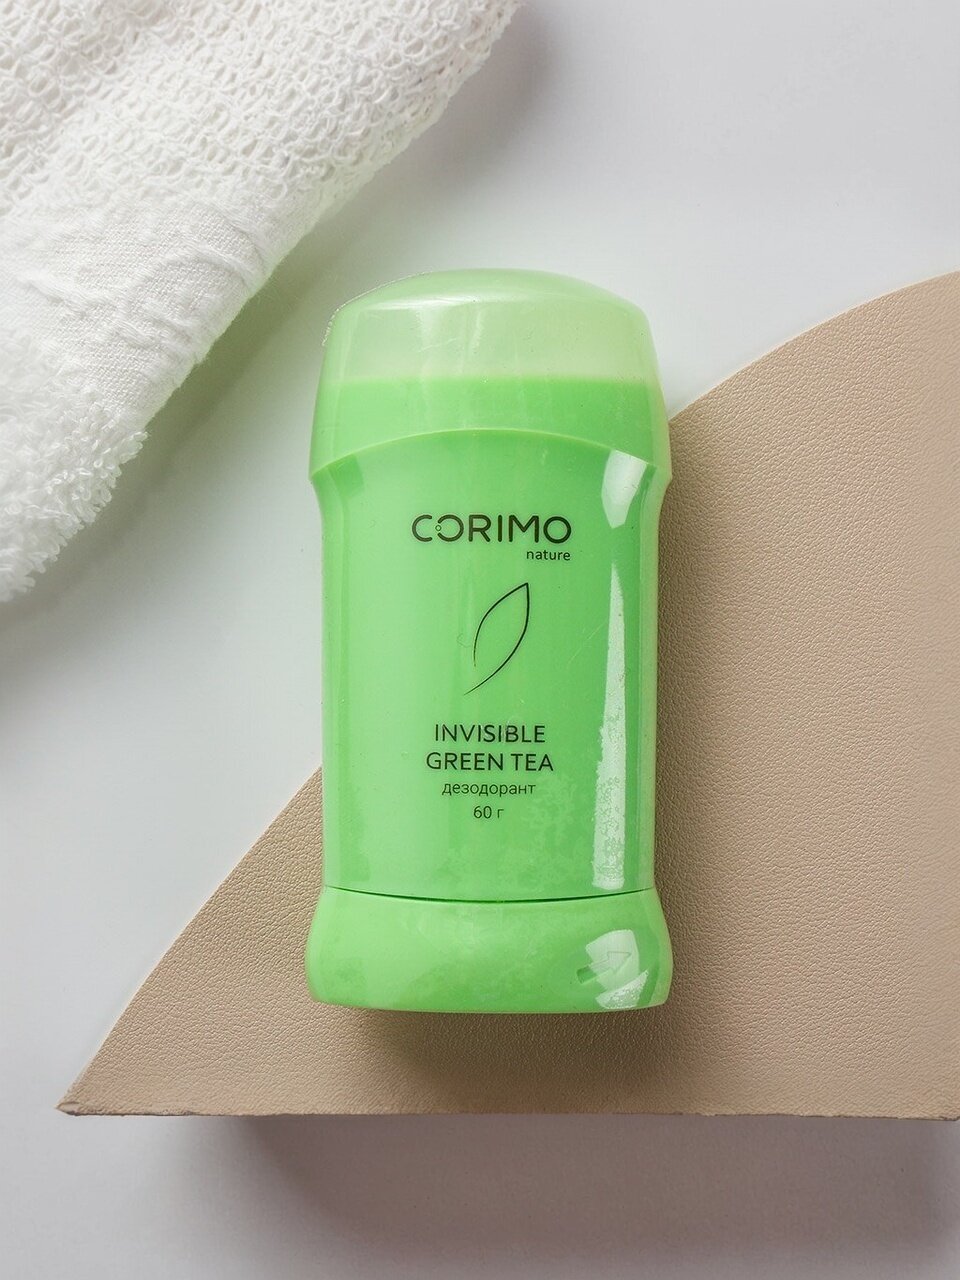 CORIMO
nature
INVISIBLE
GREEN TEA
дезодорант
60 г